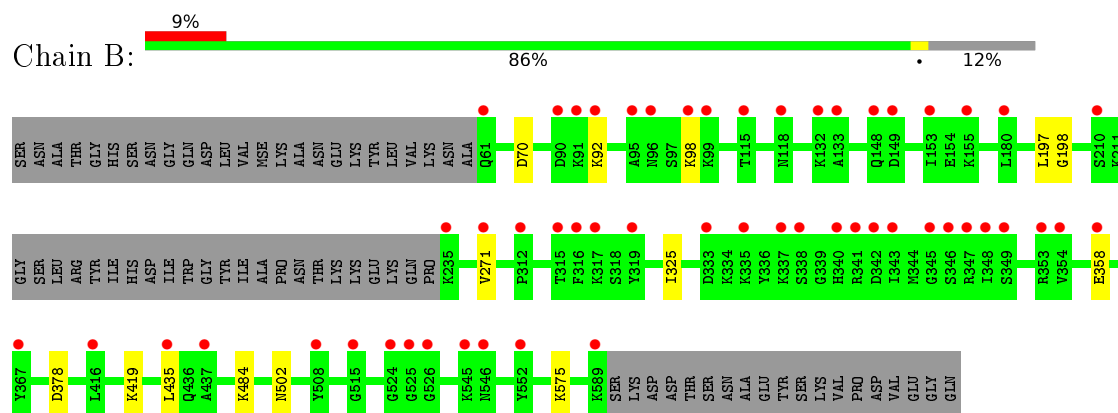 9%
Chain B:
86%
•
12%
SER ASN ALA THR GLY HIS SER ASN GLY GLN ASP LEU VAL MSE LYS ALA ASN GLU LYS TYR LEU VAL LYS ASN ALA Q61 D70 D90 K91 K92 A95 N96 S97 K98 K99 T115 N118 K132 A133 Q148 D149 I153 E154 K155 L180 L197 G198 S210 K211
GLY SER LEU ARG TYR ILE HIS ASP ILE TRP GLY TYR ILE ALA PRO ASN THR LYS LYS GLU LYS GLN PRO K235 V271 P312 T315 F316 K317 S318 Y319 I325 D333 K334 K335 Y336 K337 S338 G339 H340 R341 D342 I343 M344 G345 S346 R347 I348 S349 R353 V354 E358
Y367 D378 L416 K419 L435 Q436 A437 K484 N502 Y508 G515 G524 G525 G526 K545 N546 Y552 K575 K589 SER LYS ASP ASP THR SER ASN ALA GLU TYR SER LYS VAL PRO ASP VAL GLU GLY GLN